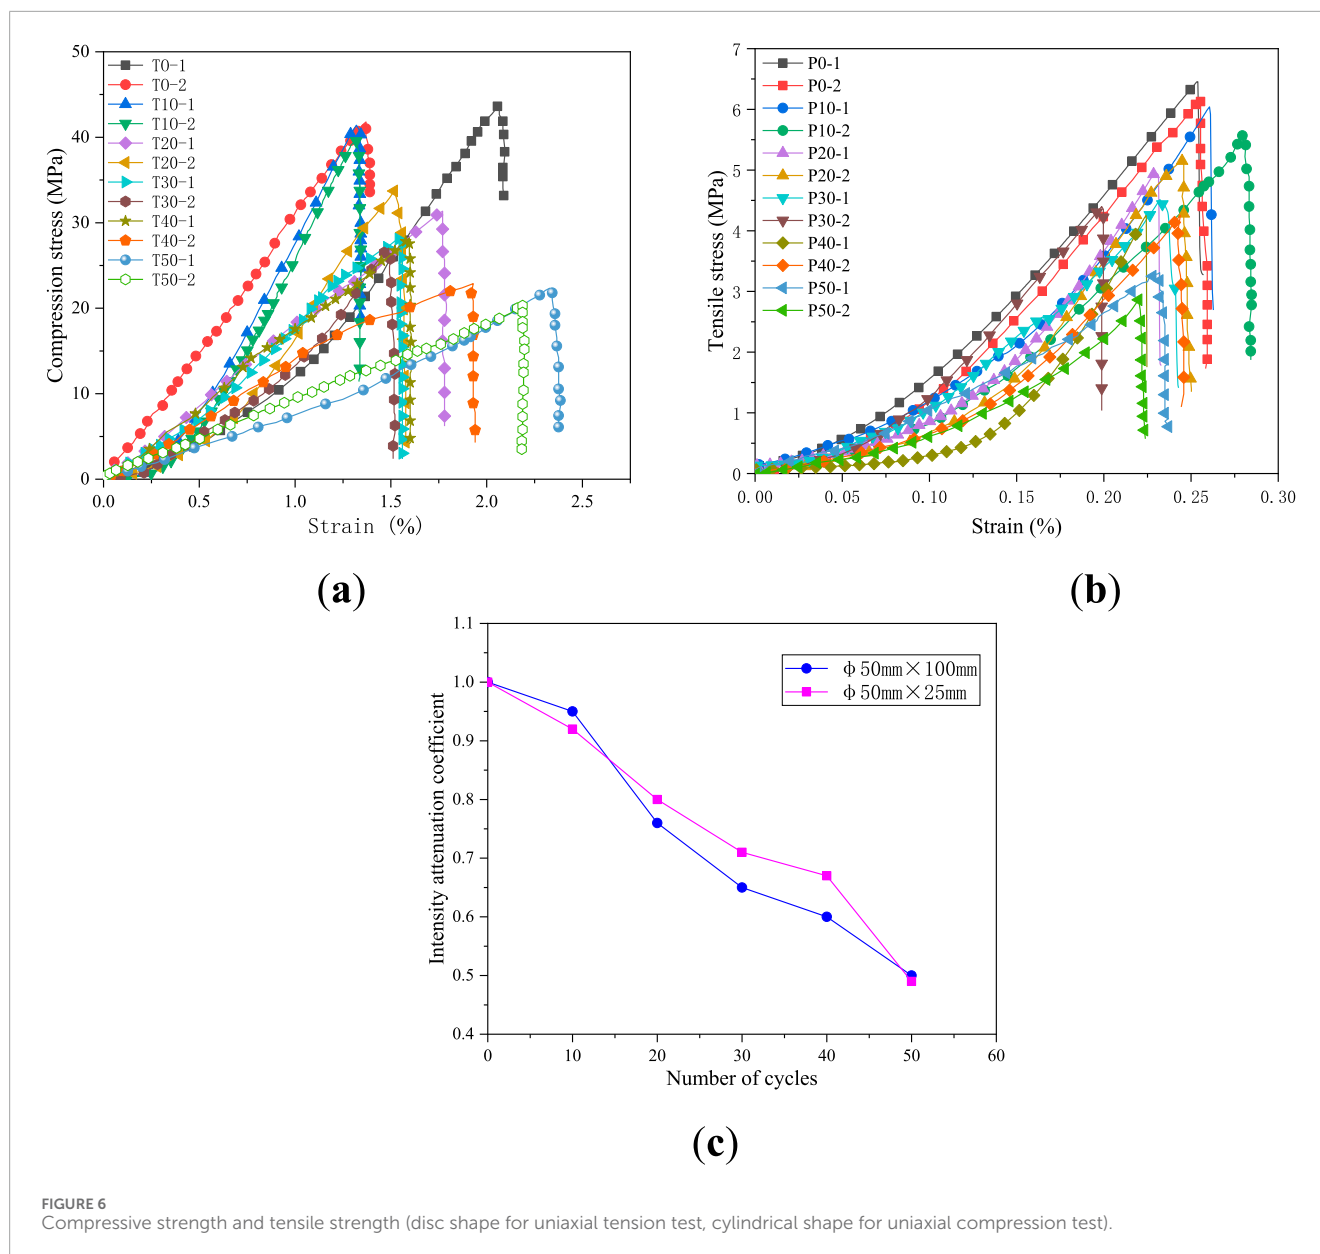 50
40
30
20
10
0
Compression stress (MPa)
T0-1
T0-2
T10-1
T10-2
T20-1
T20-2
T30-1
T30-2
T40-1
T40-2
T50-1
T50-2
0.0 0.5 1.0 1.5 2.0 2.5
Strain (%)
(a)
7
6
5
4
3
2
1
0
Tensile stress (MPa)
P0-1
P0-2
P10-1
P10-2
P20-1
P20-2
P30-1
P30-2
P40-1
P40-2
P50-1
P50-2
0.00 0.05 0.10 0.15 0.20 0.25 0.30
Strain (%)
(b)
1.1
1.0
0.9
0.8
0.7
0.6
0.5
0.4
Intensity attenuation coefficient
ϕ50mm×100mm
ϕ50mm×25mm
0 10 20 30 40 50 60
Number of cycles
(c)
FIGURE 6
Compressive strength and tensile strength (disc shape for uniaxial tension test, cylindrical shape for uniaxial compression test).